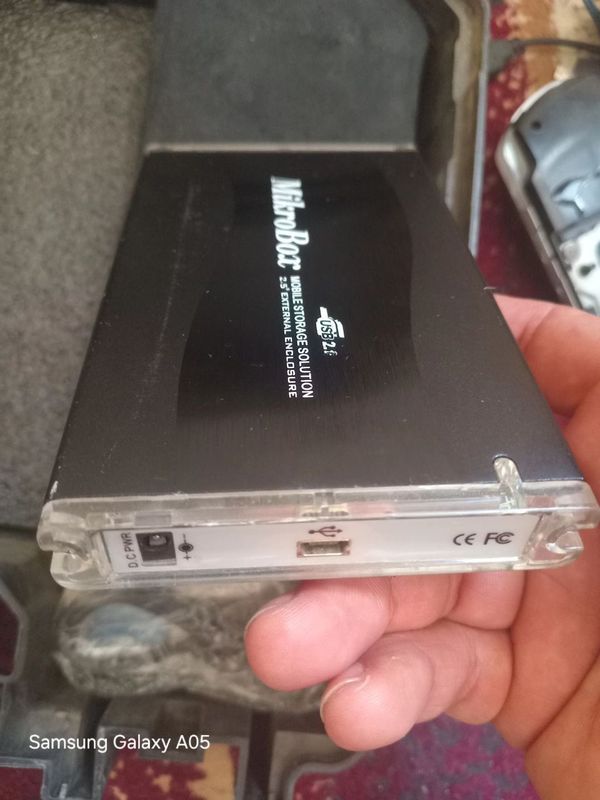 MikroBox
MOBILE STORAGE SOLUTION
2.5" EXTERNAL ENCLOSURE
USB 2.0
D.C PWR
- +
CE FC
Samsung Galaxy A05